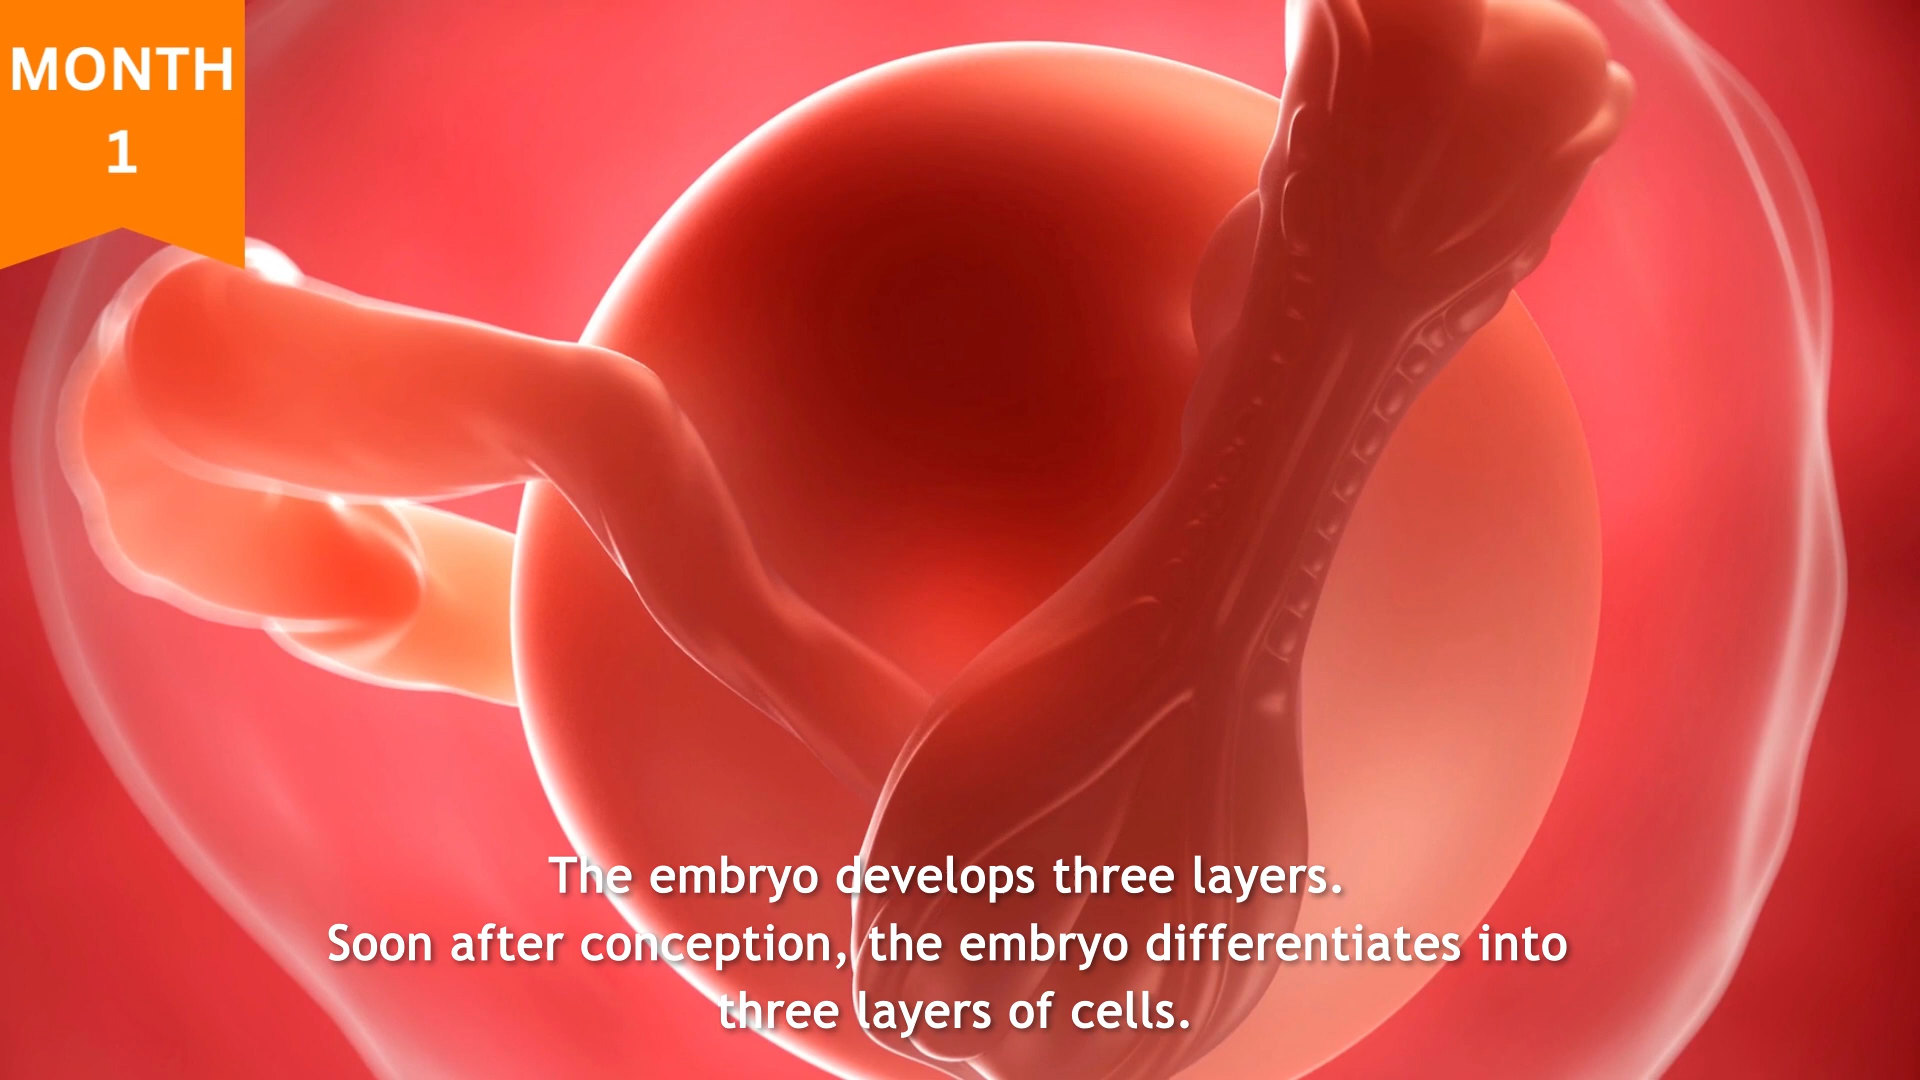 MONTH
1
The embryo develops three layers.
Soon after conception, the embryo differentiates into
three layers of cells.